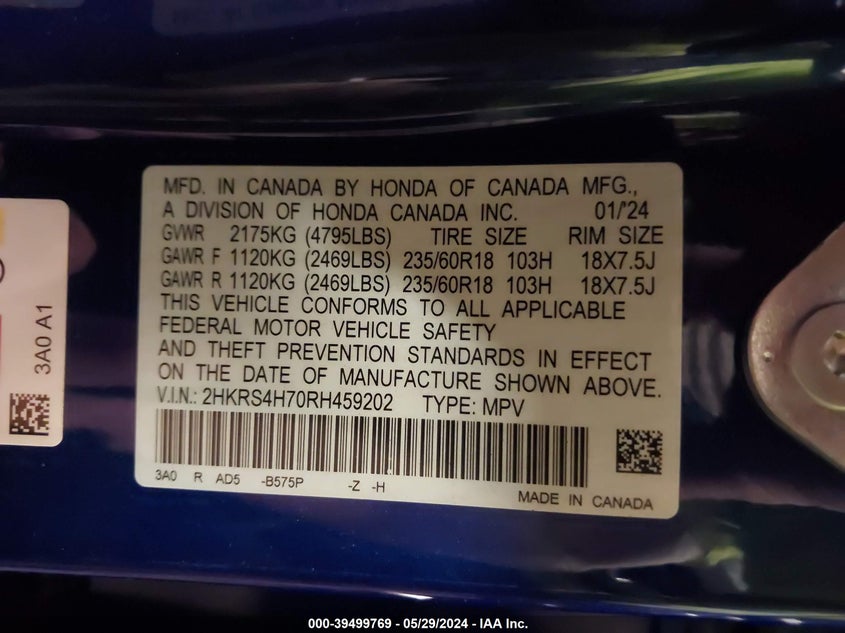 MFD. IN CANADA BY HONDA OF CANADA MFG.,
A DIVISION OF HONDA CANADA INC. 01/'24
GVWR 2175KG (4795LBS) TIRE SIZE RIM SIZE
GAWR F 1120KG (2469LBS) 235/60R18 103H 18X7.5J
GAWR R 1120KG (2469LBS) 235/60R18 103H 18X7.5J
THIS VEHICLE CONFORMS TO ALL APPLICABLE
FEDERAL MOTOR VEHICLE SAFETY
AND THEFT PREVENTION STANDARDS IN EFFECT
ON THE DATE OF MANUFACTURE SHOWN ABOVE.
V.I.N.: 2HKRS4H70RH459202 TYPE: MPV
3A0 R AD5 -B575P -Z -H
MADE IN CANADA
3A0 A1
000-39499769 - 05/29/2024 - IAA Inc.